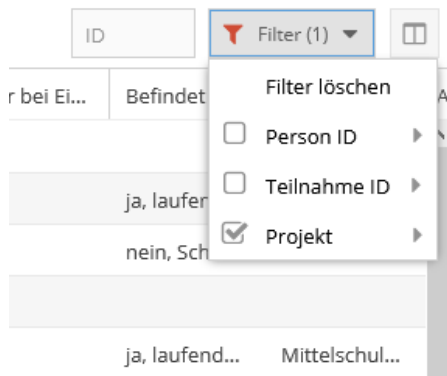 ID
Filter (1)
r bei Ei...
Befindet
A
Filter löschen
Person ID
Teilnahme ID
Projekt
ja, laufen
nein, Sch
ja, laufend...
Mittelschul...